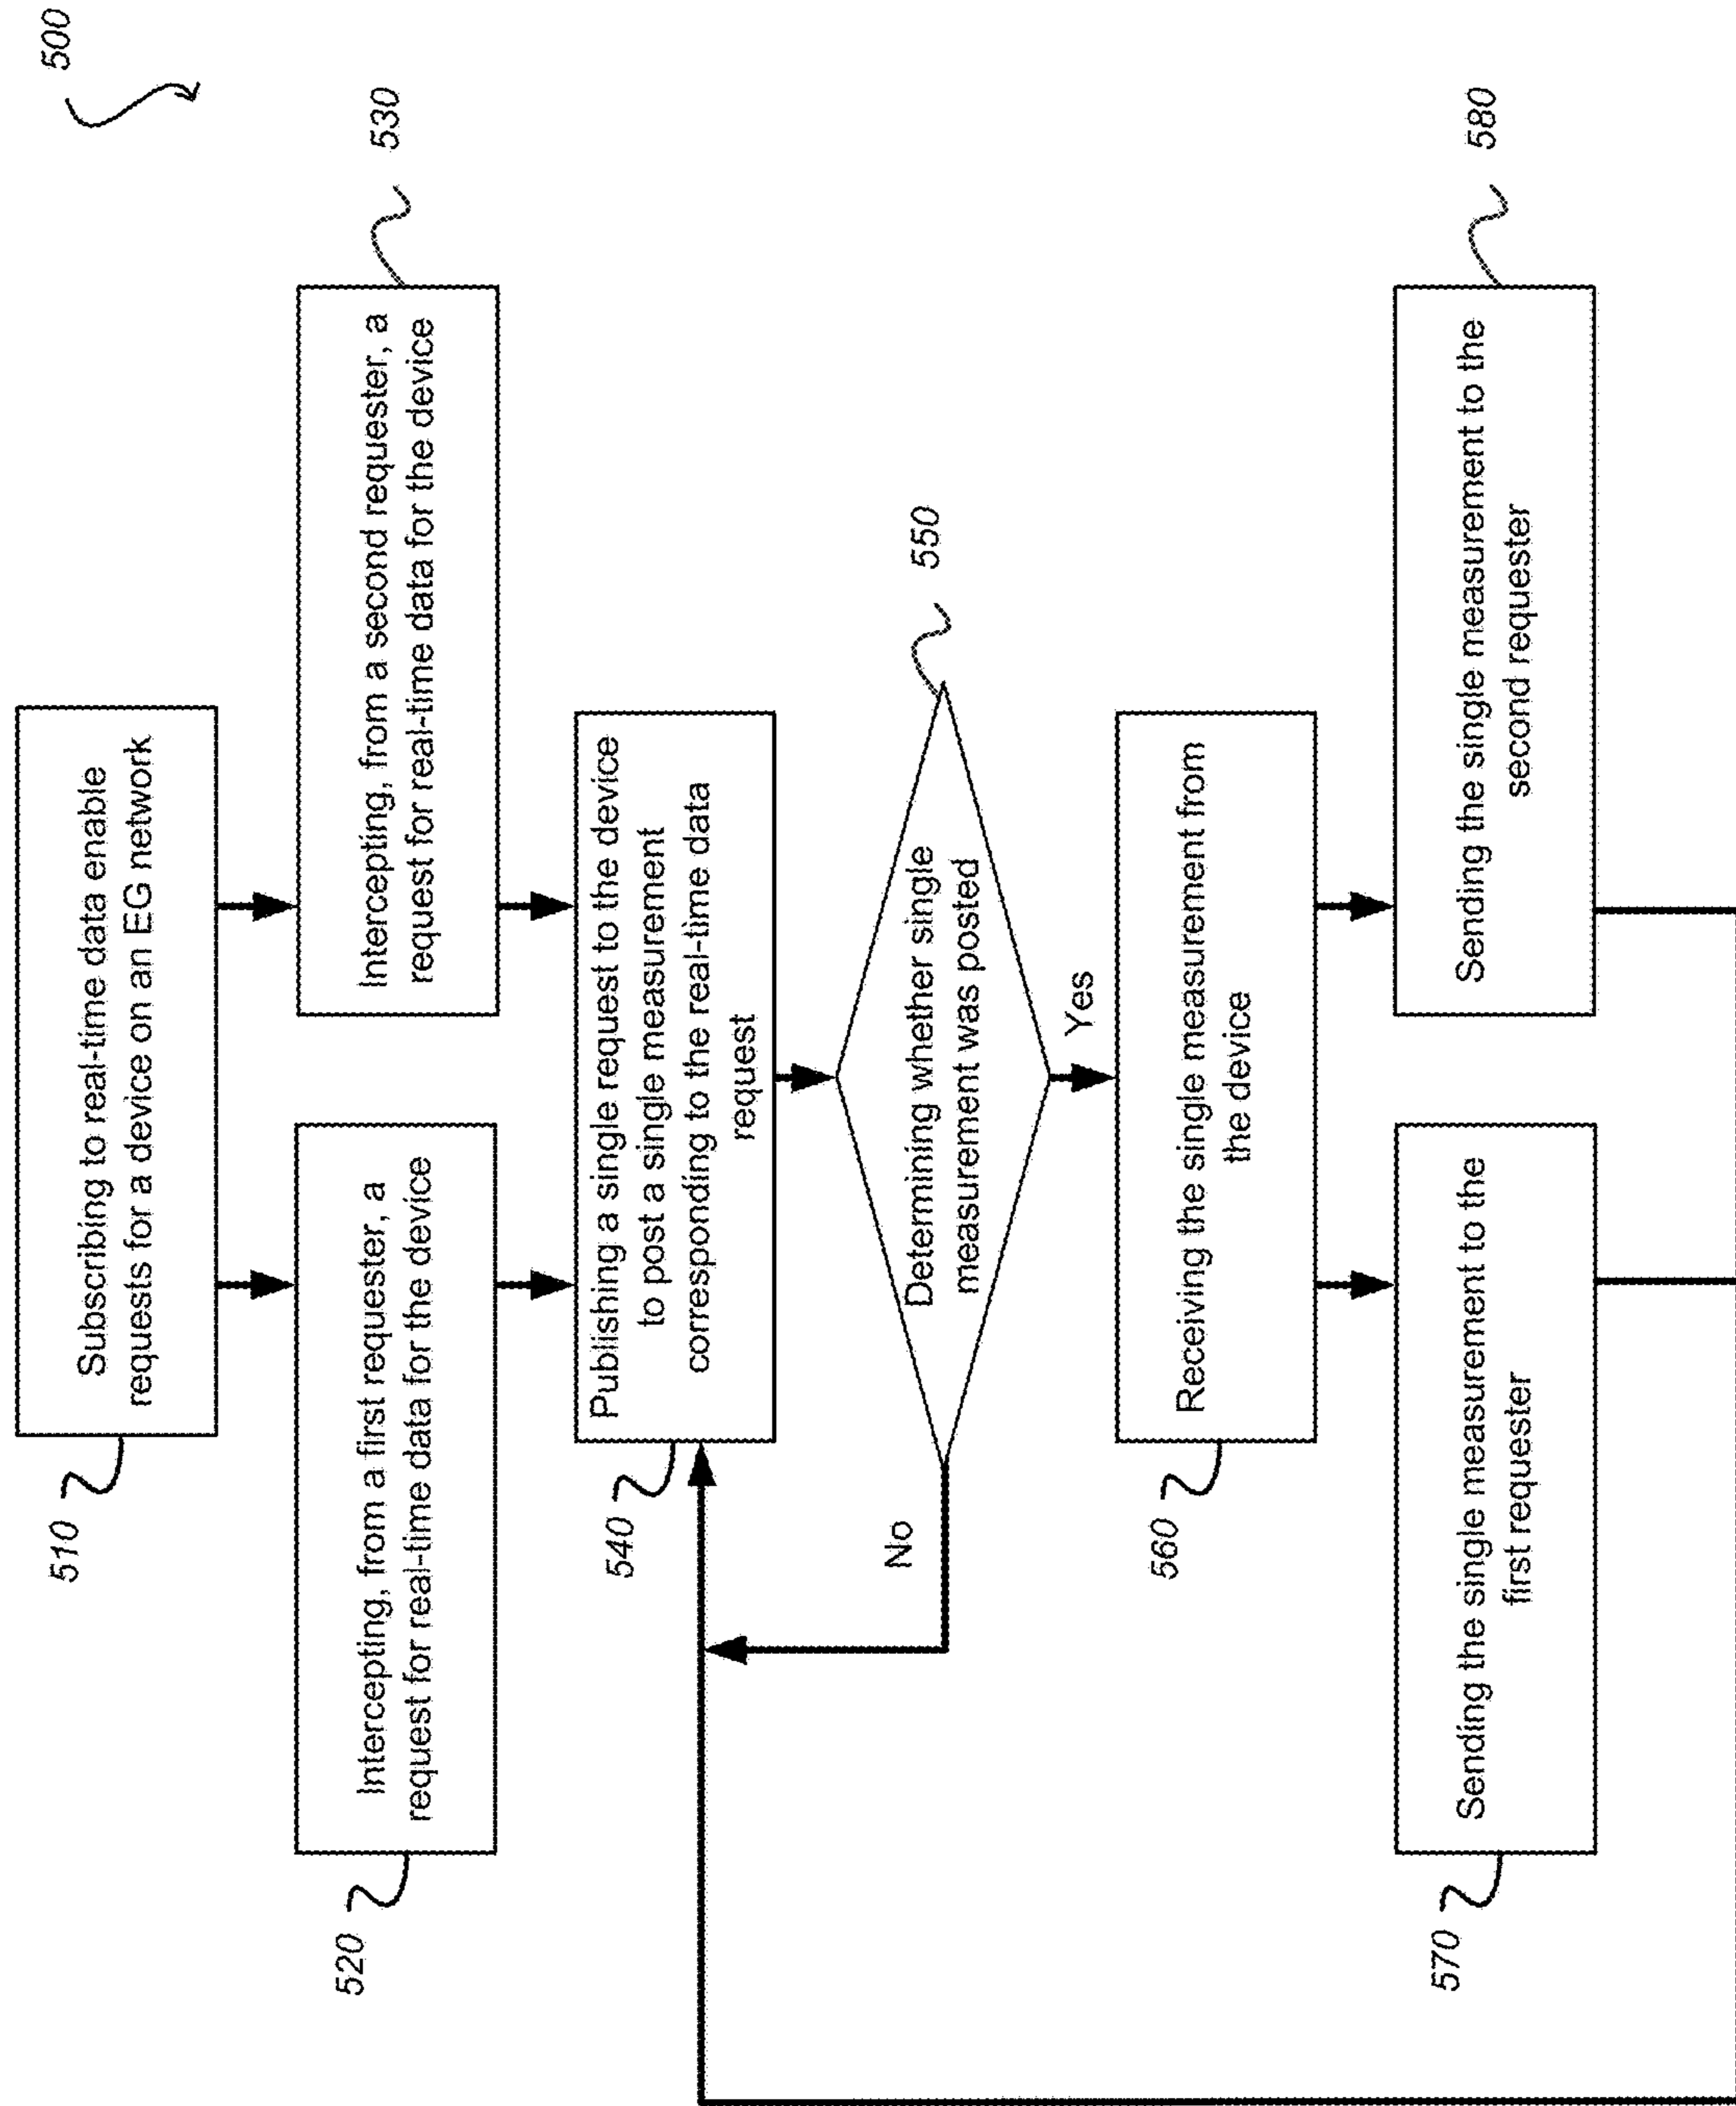 500
510
Subscribing to real-time data enable
requests for a device on an EG network
520
Intercepting, from a first requester, a
request for real-time data for the device
530
Intercepting, from a second requester, a
request for real-time data for the device
540
Publishing a single request to the device
to post a single measurement
corresponding to the real-time data
request
550
Determining whether single
measurement was posted
No
Yes
560
Receiving the single measurement from
the device
570
Sending the single measurement to the
first requester
580
Sending the single measurement to the
second requester